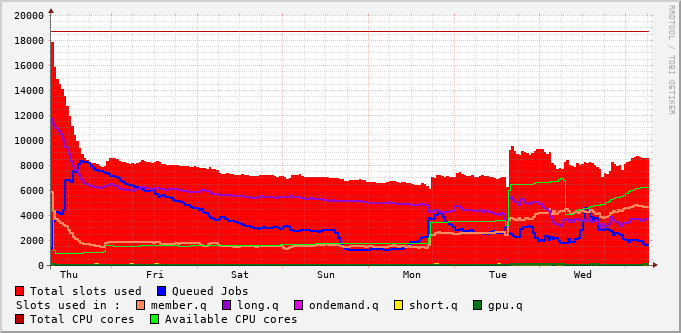 20000
18000
16000
14000
12000
10000
8000
6000
4000
2000
0
Thu Fri Sat Sun Mon Tue Wed
RRDTOOL / TOBI OETIKER
Total slots used Queued Jobs
Slots used in : member.q long.q ondemand.q short.q gpu.q
Total CPU cores Available CPU cores